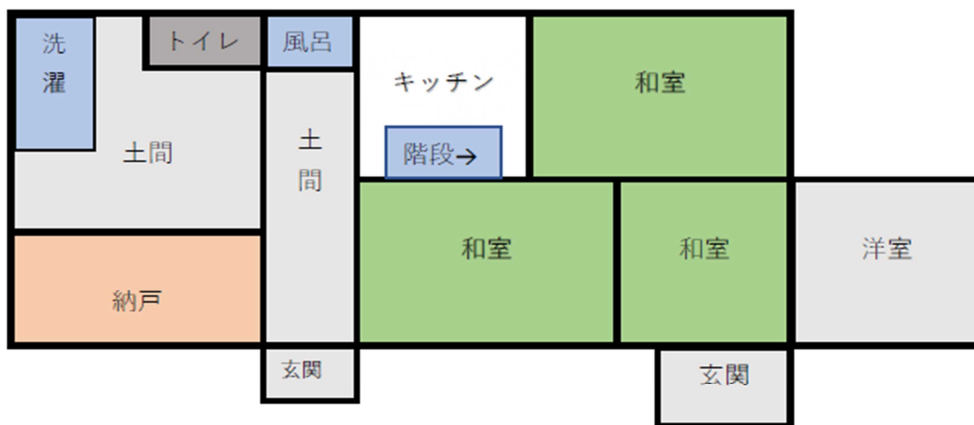 洗
濯
トイレ
風呂
キッチン
和室
土間
土
間
階段→
納戸
和室
和室
洋室
玄関
玄関